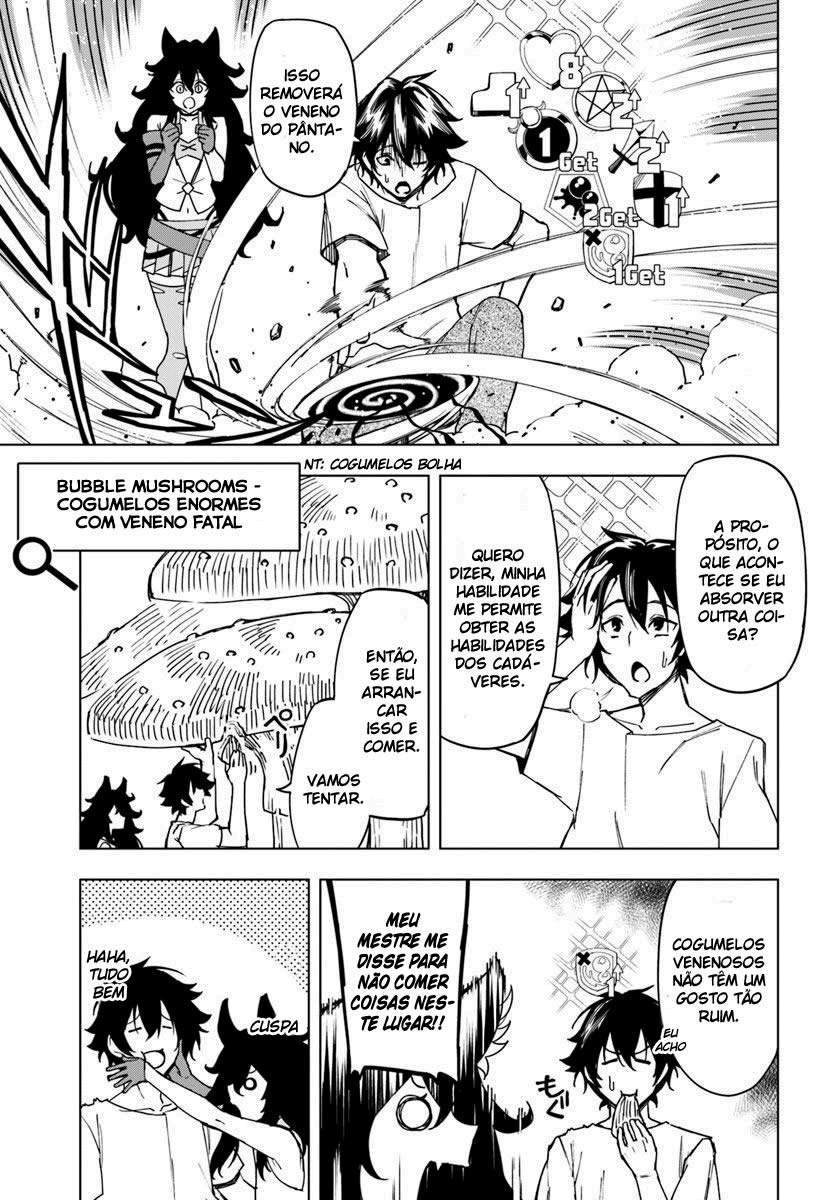 ISSO
REMOVERÁ
O VENENO
DO PÂNTA-
NO.
8
1
2
1
Get
2
2Get
1
1Get
NT: COGUMELOS BOLHA
BUBBLE MUSHROOMS -
COGUMELOS ENORMES
COM VENENO FATAL
A PRO-
PÓSITO, O
QUE ACON-
TECE SE EU
ABSORVER
OUTRA COI-
SA?
QUERO
DIZER, MINHA
HABILIDADE
ME PERMITE
OBTER AS
HABILIDADES
DOS CADÁ-
VERES.
ENTÃO,
SE EU
ARRAN-
CAR
ISSO E
COMER.
VAMOS
TENTAR.
ペリ
COGUMELOS
VENENOSOS
NÃO TÊM UM
GOSTO TÃO
RUIM.
EU
ACHO
もぐ
MEU
MESTRE ME
DISSE PARA
NÃO COMER
COISAS NES-
TE LUGAR!!
HAHA,
TUDO
BEM
CUSPA